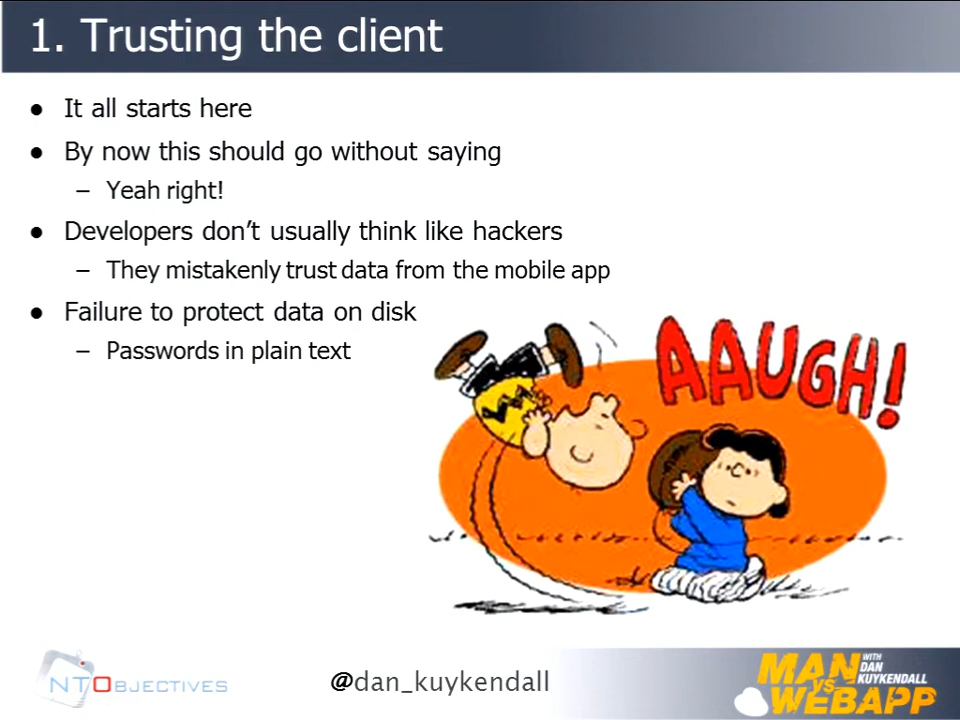 1. Trusting the client
● It all starts here
● By now this should go without saying
– Yeah right!
● Developers don’t usually think like hackers
– They mistakenly trust data from the mobile app
● Failure to protect data on disk
– Passwords in plain text
AAUGH!
NTOBJECTIVES
@dan_kuykendall
MAN WITH DAN KUYKENDALL
VS
WEBAPP